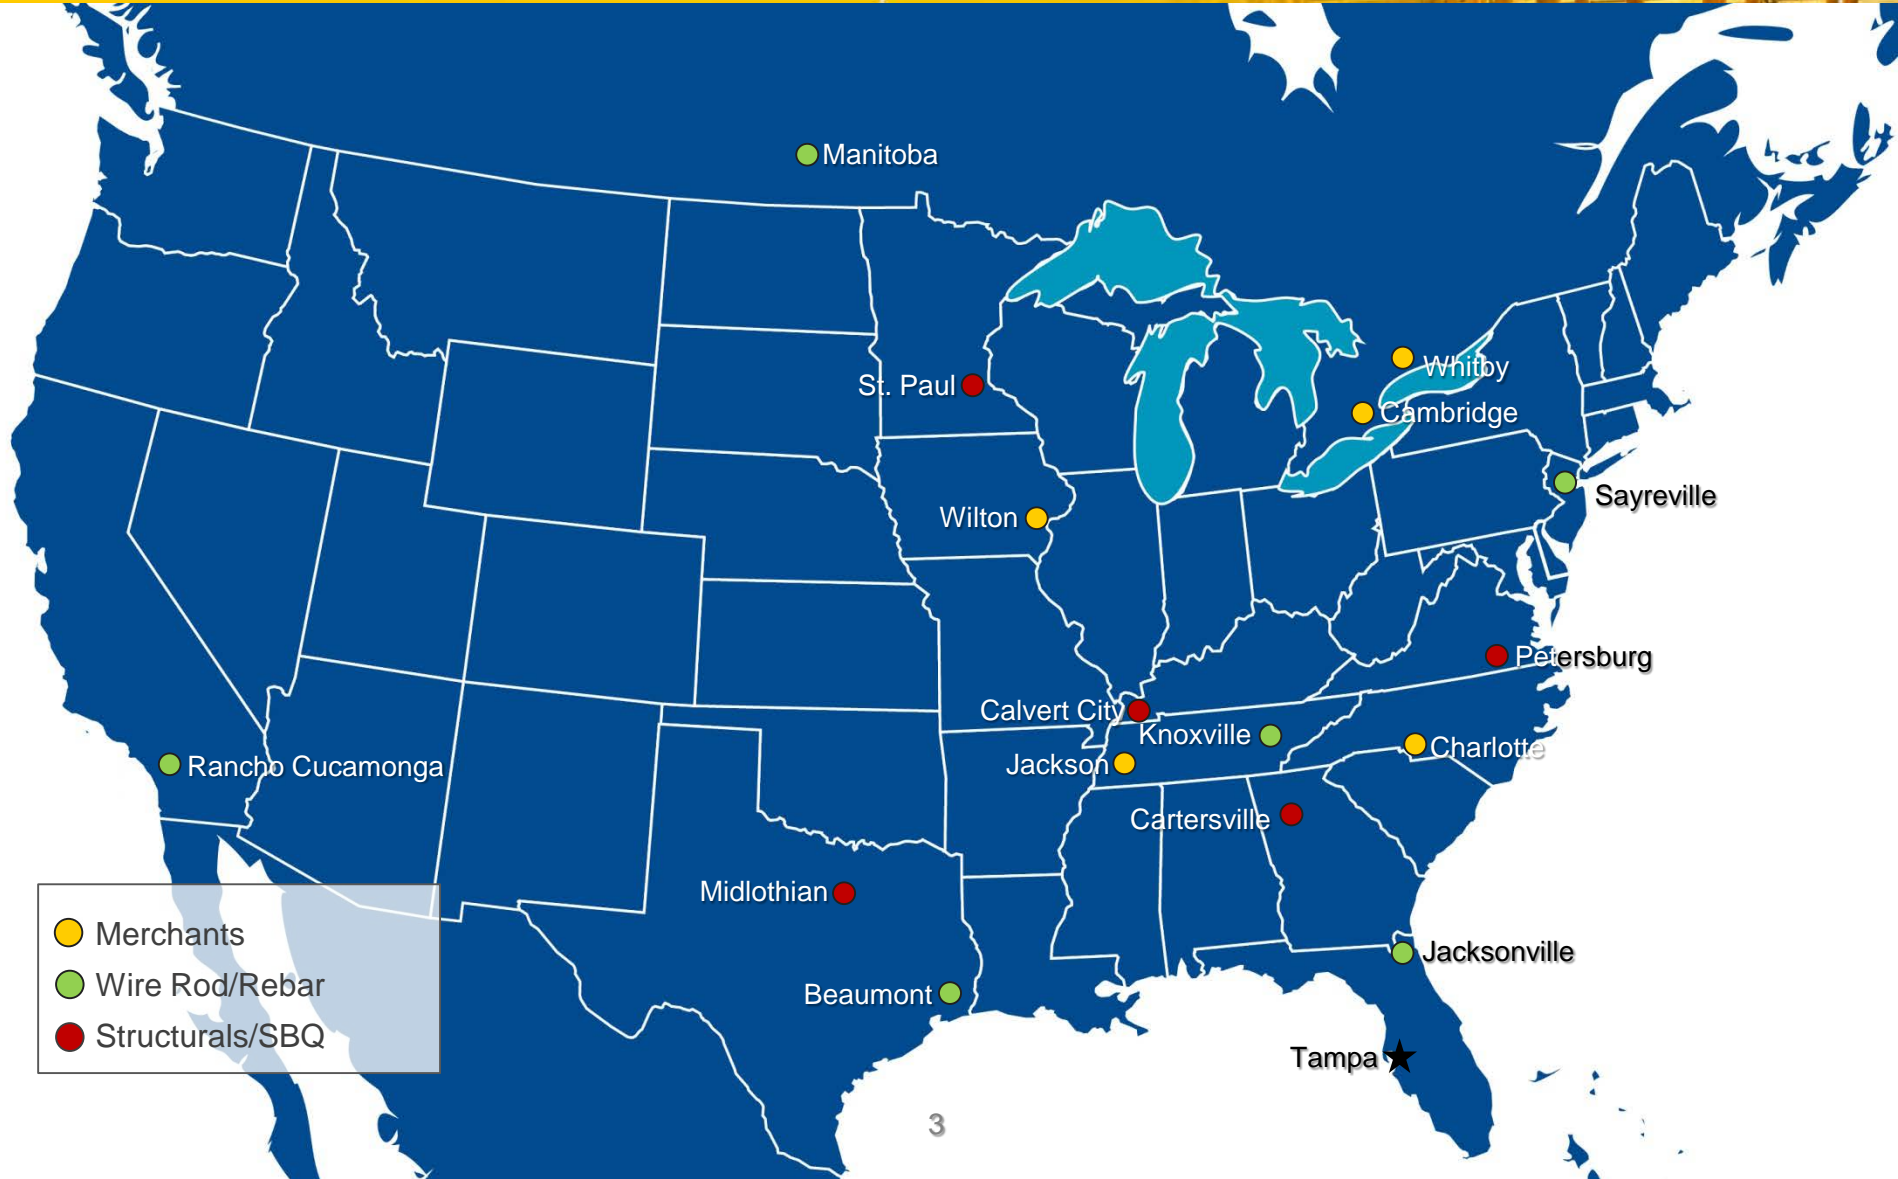 Manitoba
Whitby
St. Paul
Cambridge
Sayreville
Wilton
Petersburg
Calvert City
Knoxville
Charlotte
Jackson
Rancho Cucamonga
Cartersville
Midlothian
Merchants
Jacksonville
Wire Rod/Rebar
Beaumont
Structurals/SBQ
Tampa
3